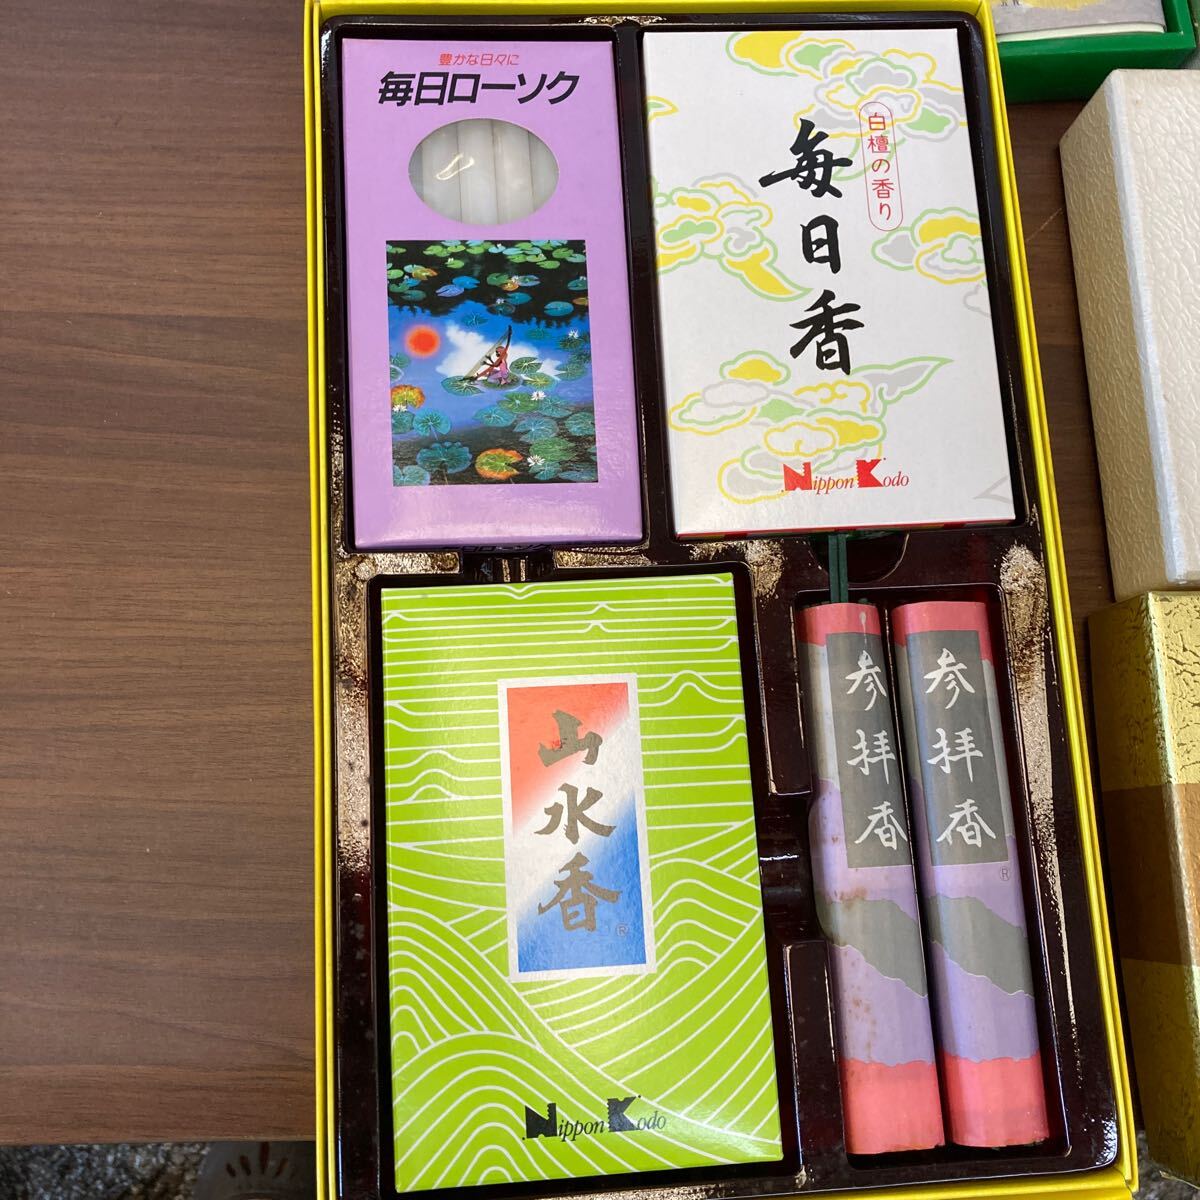 豊かな日々に
毎日ローソク
白檀の香り
毎日香
Nippon Kodo
山水香
®
Nippon Kodo
参拝香
参拝香
®